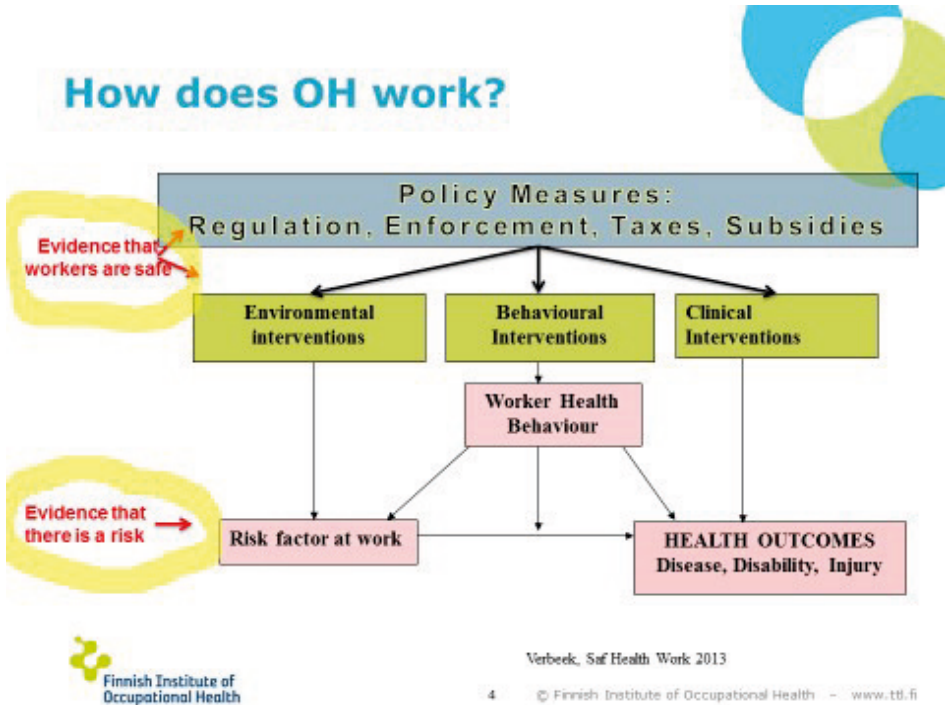 How does OH work?
Policy Measures:
Regulation, Enforcement, Taxes, Subsidies
Evidence that
workers are safe
Environmental
interventions
Behavioural
Interventions
Clinical
Interventions
Worker Health
Behaviour
Evidence that
there is a risk
Risk factor at work
HEALTH OUTCOMES
Disease, Disability, Injury
Verbeek, Saf Health Work 2013
Finnish Institute of
Occupational Health
4
© Finnish Institute of Occupational Health – www.ttl.fi